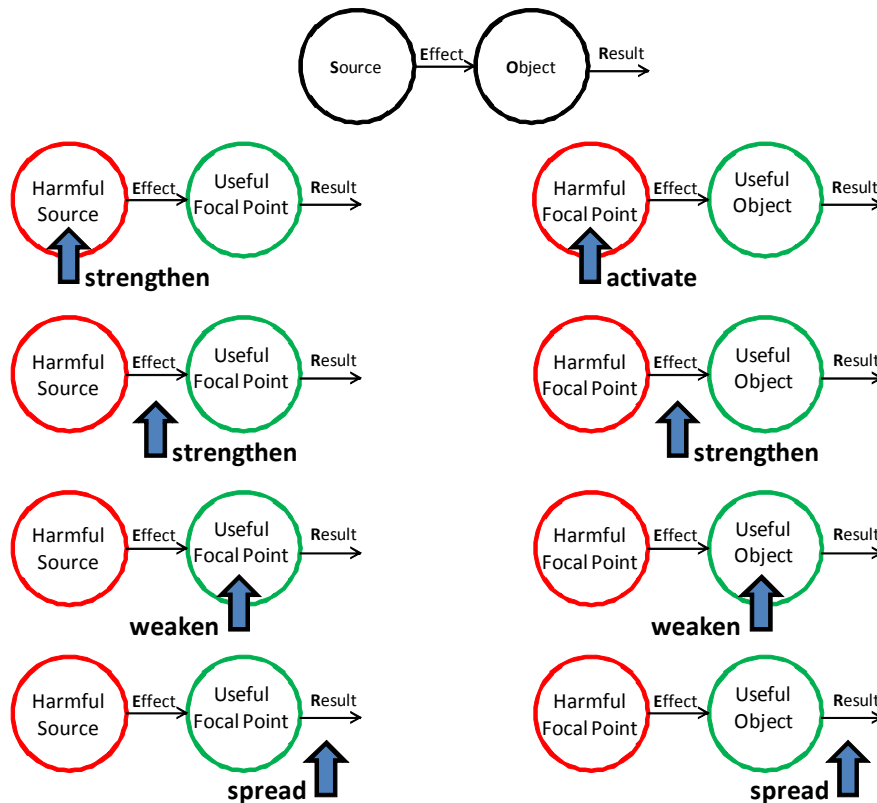 Source
Effect
Object
Result
Harmful
Source
Effect
Useful
Focal Point
Result
strengthen
Harmful
Focal Point
Effect
Useful
Object
Result
activate
Harmful
Source
Effect
Useful
Focal Point
Result
strengthen
Harmful
Focal Point
Effect
Useful
Object
Result
strengthen
Harmful
Source
Effect
Useful
Focal Point
Result
weaken
Harmful
Focal Point
Effect
Useful
Object
Result
weaken
Harmful
Source
Effect
Useful
Focal Point
Result
spread
Harmful
Focal Point
Effect
Useful
Object
Result
spread